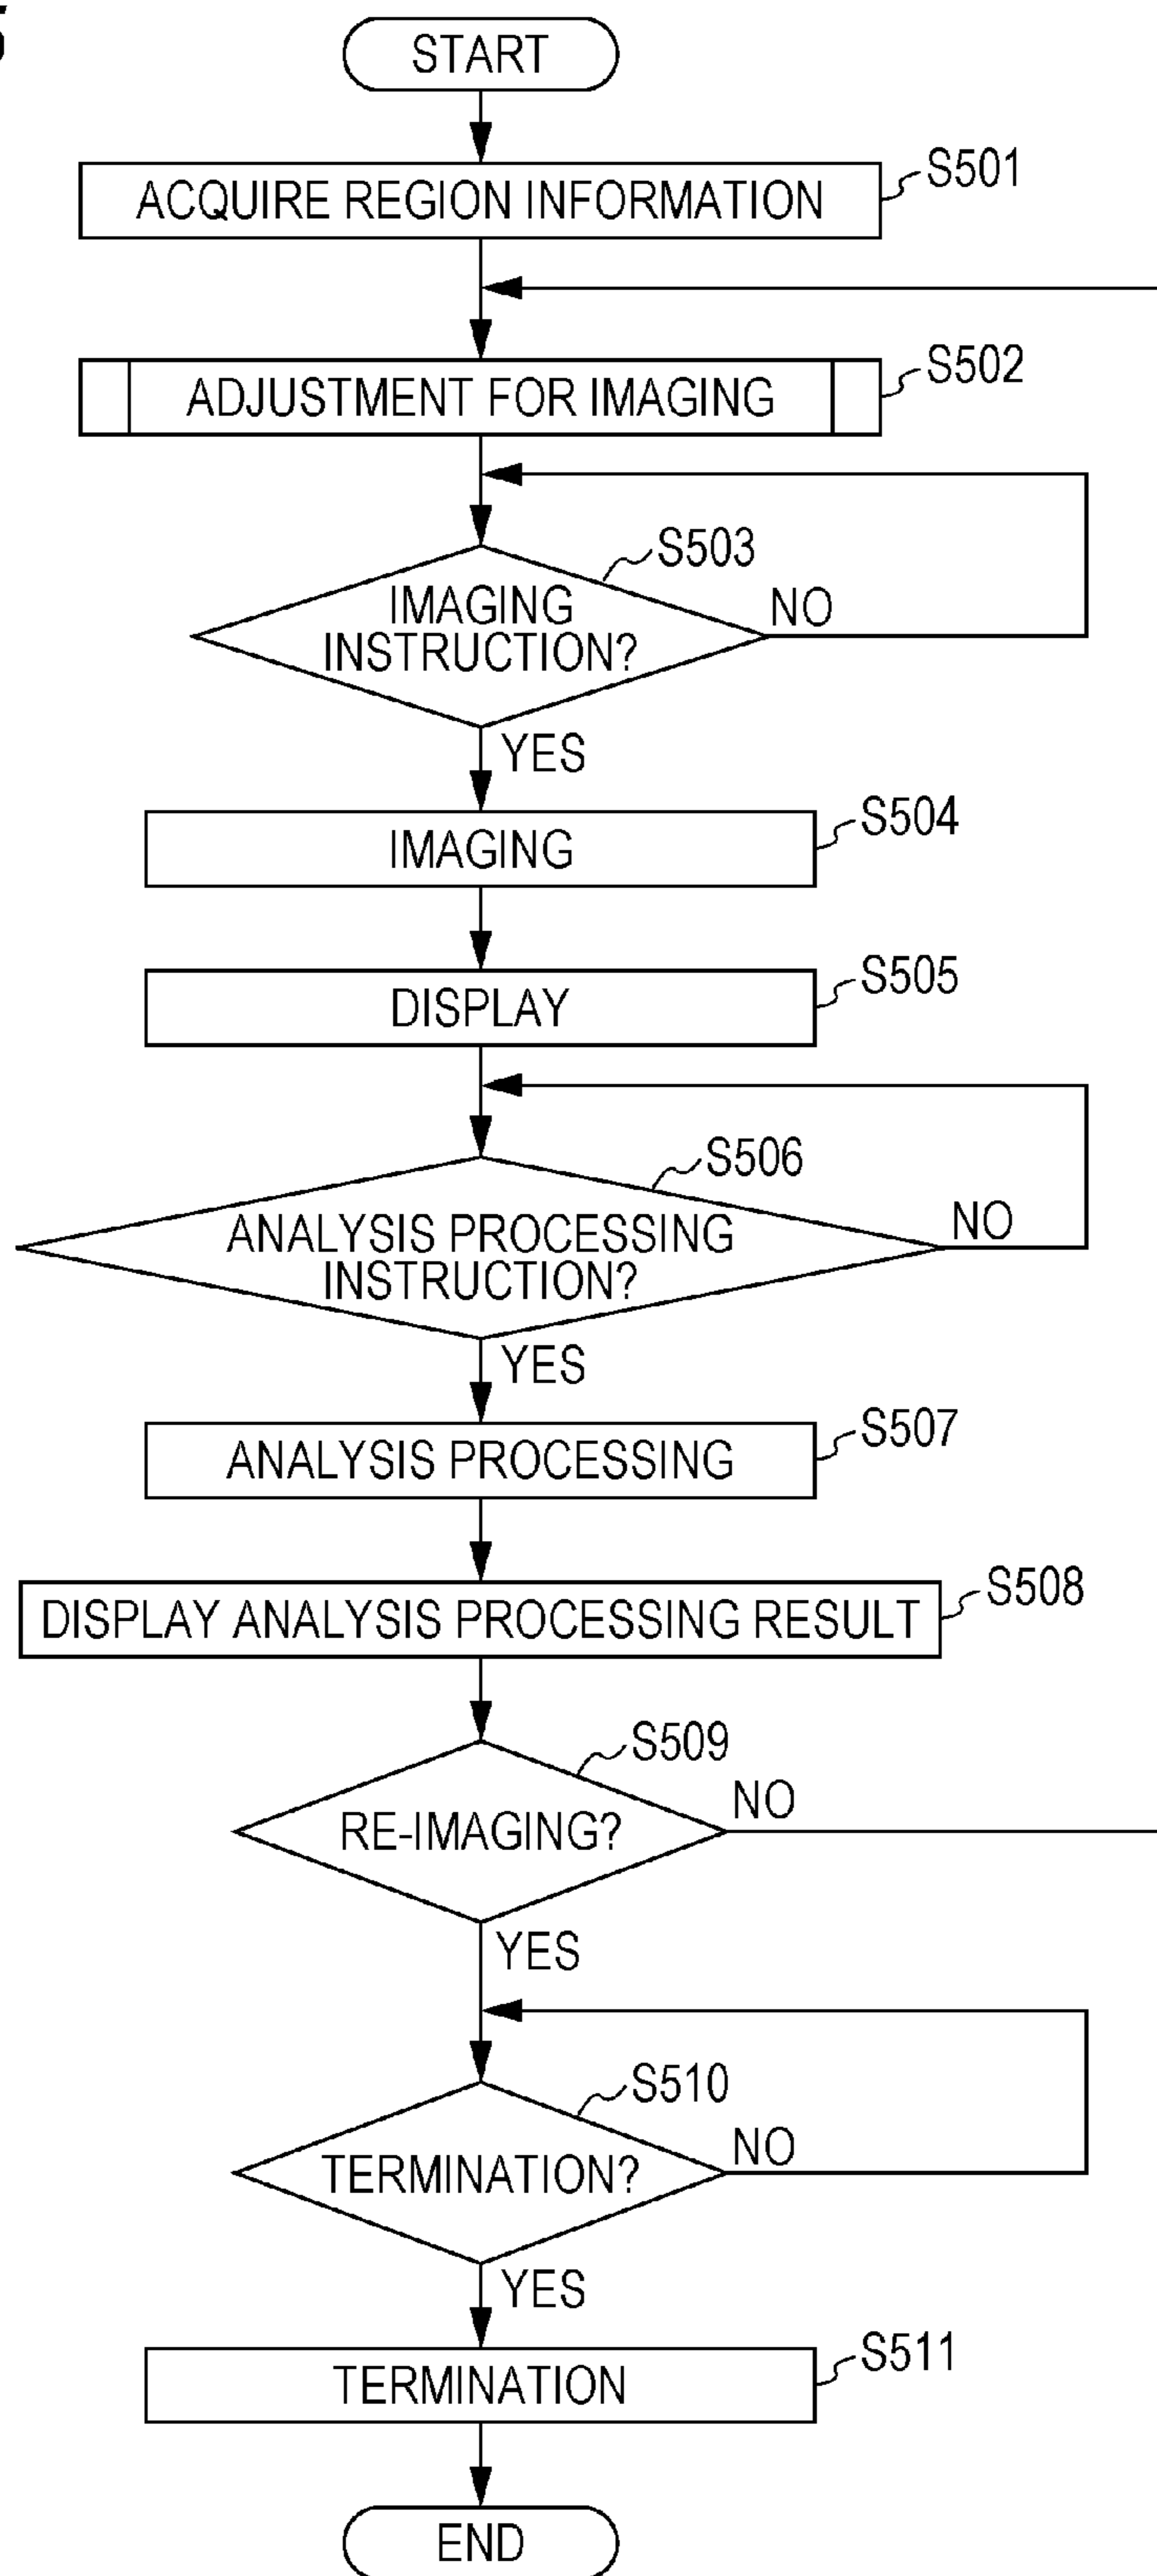 START
ACQUIRE REGION INFORMATION
S501
ADJUSTMENT FOR IMAGING
S502
S503
IMAGING
INSTRUCTION?
NO
YES
IMAGING
S504
DISPLAY
S505
S506
ANALYSIS PROCESSING
INSTRUCTION?
NO
YES
ANALYSIS PROCESSING
S507
DISPLAY ANALYSIS PROCESSING RESULT
S508
S509
RE-IMAGING?
NO
YES
S510
TERMINATION?
NO
YES
TERMINATION
S511
END